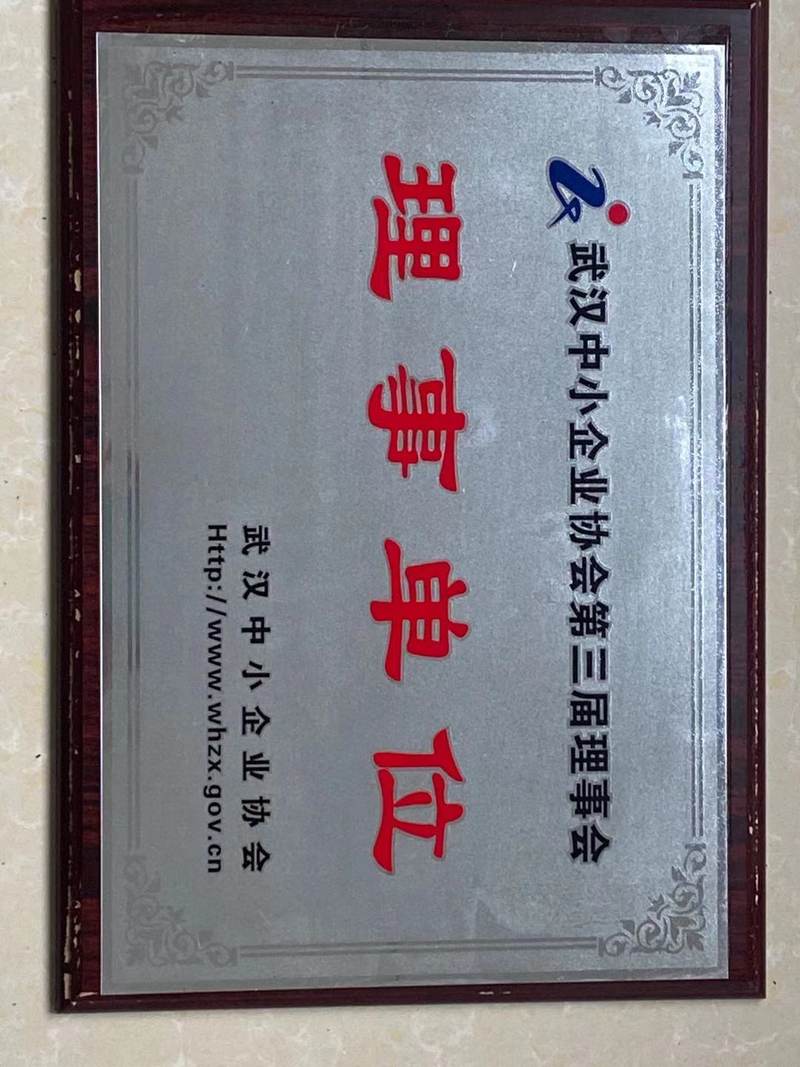 武汉中小企业协会第三届理事会
理事单位
武汉中小企业协会
Http://www.whzx.gov.cn